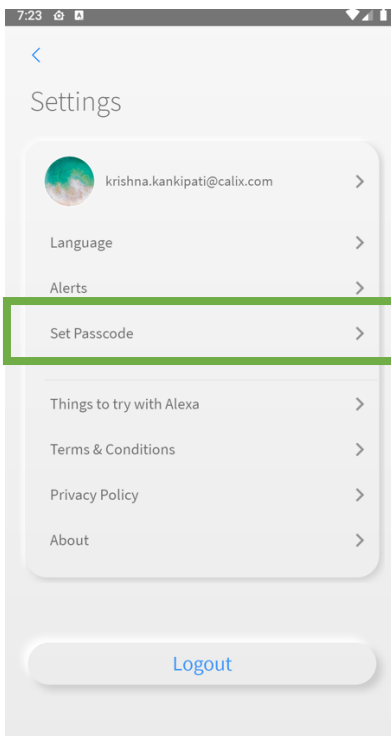 7:23
Settings
krishna.kankipati@calix.com
Language
Alerts
Set Passcode
Things to try with Alexa
Terms & Conditions
Privacy Policy
About
Logout